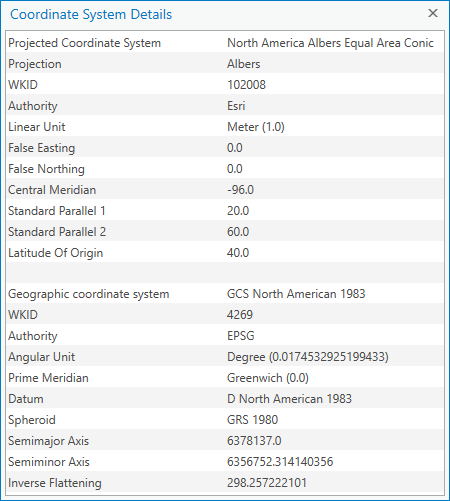 Coordinate System Details
Projected Coordinate System North America Albers Equal Area Conic
Projection Albers
WKID 102008
Authority Esri
Linear Unit Meter (1.0)
False Easting 0.0
False Northing 0.0
Central Meridian -96.0
Standard Parallel 1 20.0
Standard Parallel 2 60.0
Latitude Of Origin 40.0
Geographic coordinate system GCS North American 1983
WKID 4269
Authority EPSG
Angular Unit Degree (0.0174532925199433)
Prime Meridian Greenwich (0.0)
Datum D North American 1983
Spheroid GRS 1980
Semimajor Axis 6378137.0
Semiminor Axis 6356752.314140356
Inverse Flattening 298.257222101